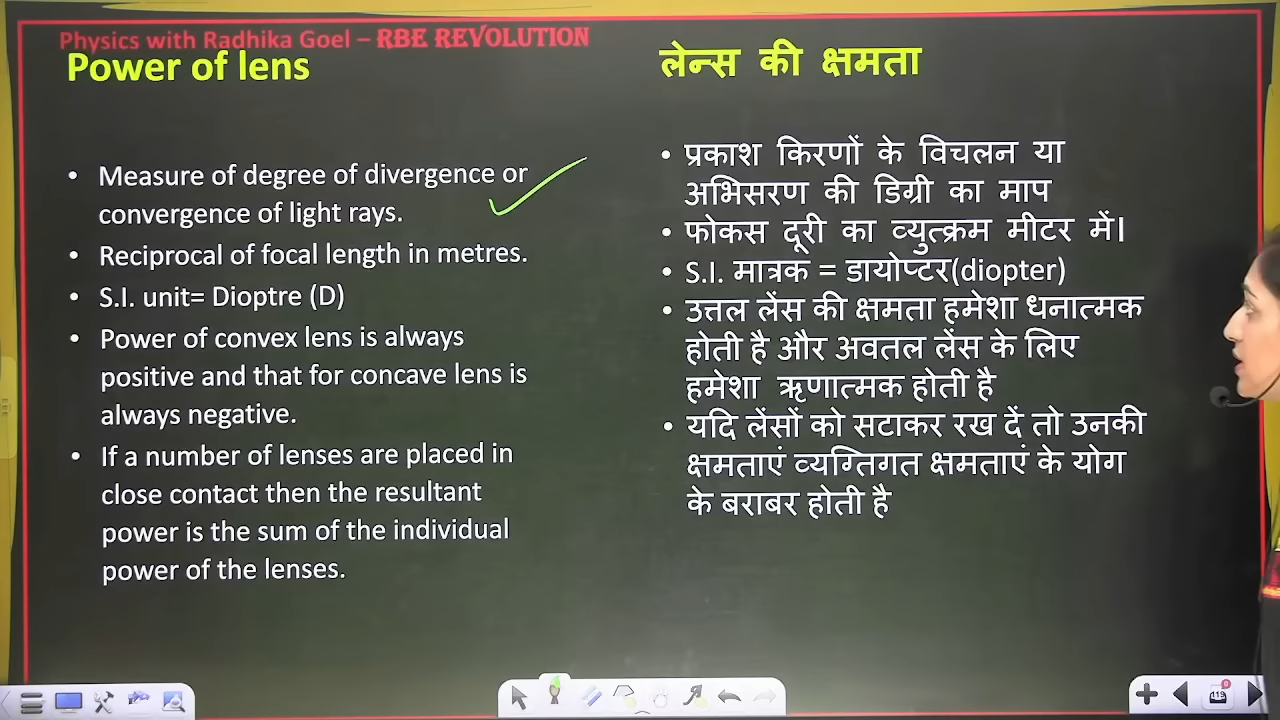 Physics with Radhika Goel – RBE REVOLUTION
Power of lens
• Measure of degree of divergence or
convergence of light rays.
• Reciprocal of focal length in metres.
• S.I. unit= Dioptre (D)
• Power of convex lens is always
positive and that for concave lens is
always negative.
• If a number of lenses are placed in
close contact then the resultant
power is the sum of the individual
power of the lenses.
लेन्स की क्षमता
• प्रकाश किरणों के विचलन या
अभिसरण की डिग्री का माप
• फोकस दूरी का व्युत्क्रम मीटर में।
• S.I. मात्रक = डायोप्टर(diopter)
• उत्तल लेंस की क्षमता हमेशा धनात्मक
होती है और अवतल लेंस के लिए
हमेशा ऋणात्मक होती है
• यदि लेंसों को सटाकर रख दें तो उनकी
क्षमताएं व्यग्तिगत क्षमताएं के योग
के बराबर होती है
119